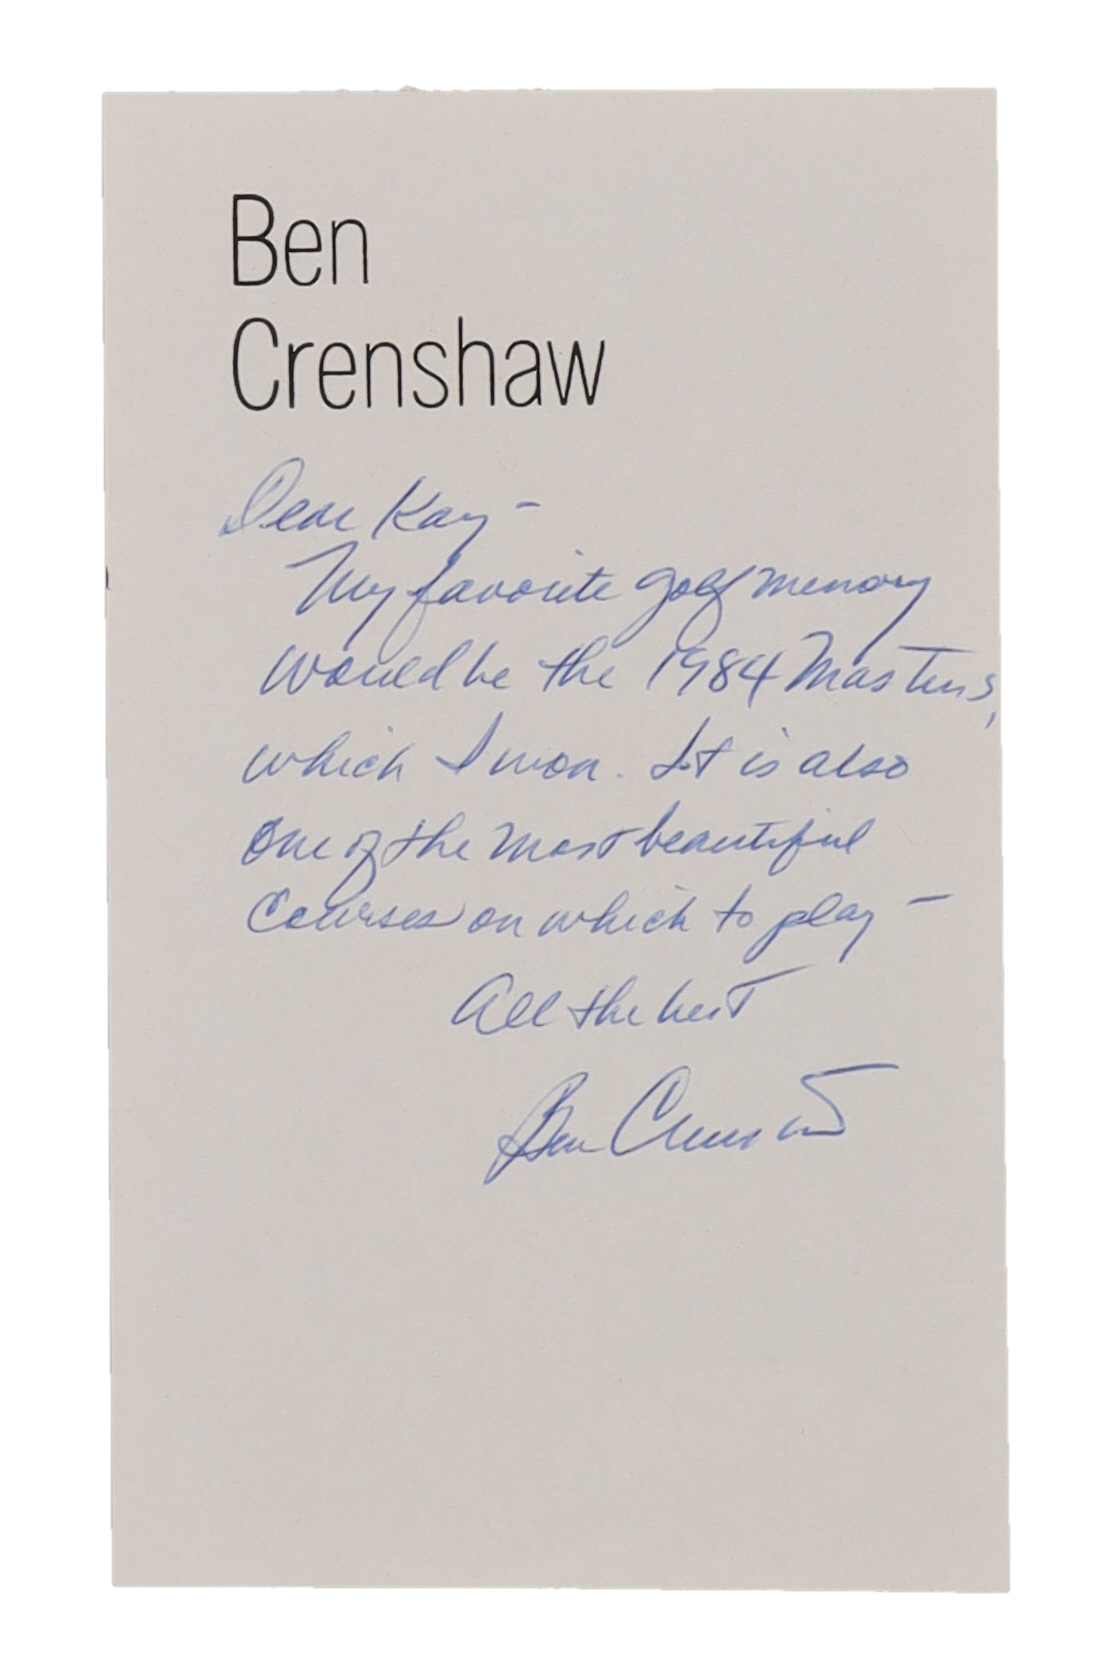 Ben
Crenshaw
Dear Kay -
My favorite golf memory
would be the 1984 Masters,
which I won. It is also
one of the most beautiful
courses on which to play -
All the best
Ben Crenshaw